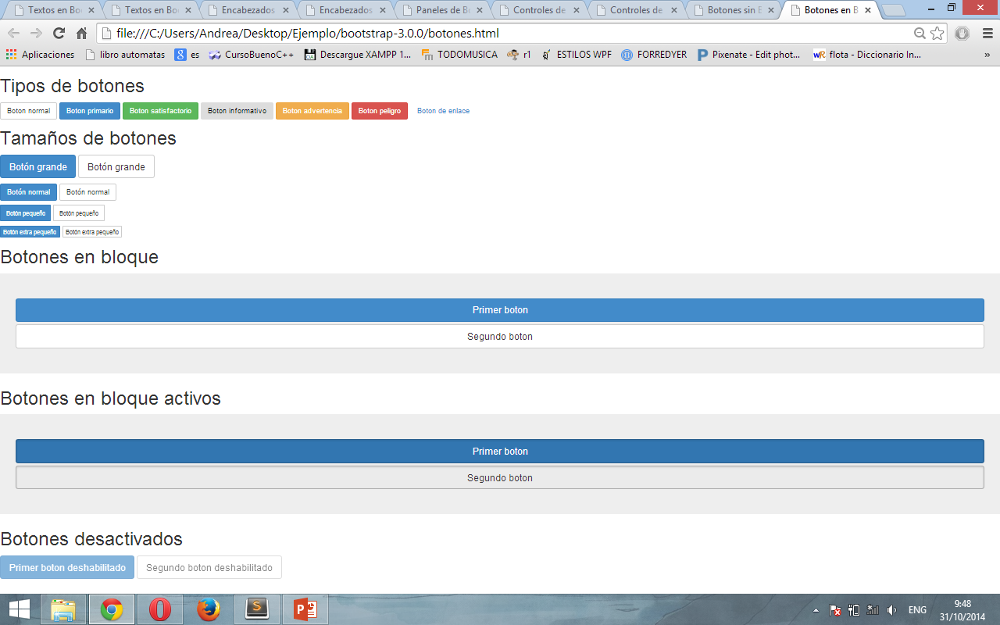 Textos en Bo
Textos en Bo
Encabezados
Encabezados
Paneles de B
Controles de
Controles de
Botones sin B
Botones en B
file:///C:/Users/Andrea/Desktop/Ejemplo/bootstrap-3.0.0/botones.html
Aplicaciones
libro automatas
es
CursoBuenoC++
Descargue XAMPP 1...
TODOMUSICA
r1
ESTILOS WPF
FORREDYER
Pixenate - Edit phot...
flota - Diccionario In...
»
Tipos de botones
Boton normal
Boton primario
Boton satisfactorio
Boton informativo
Boton advertencia
Boton peligro
Boton de enlace
Tamaños de botones
Botón grande
Botón grande
Botón normal
Botón normal
Botón pequeño
Botón pequeño
Botón extra pequeño
Botón extra pequeño
Botones en bloque
Primer boton
Segundo boton
Botones en bloque activos
Primer boton
Segundo boton
Botones desactivados
Primer boton deshabilitado
Segundo boton deshabilitado
ENG
9:48
31/10/2014